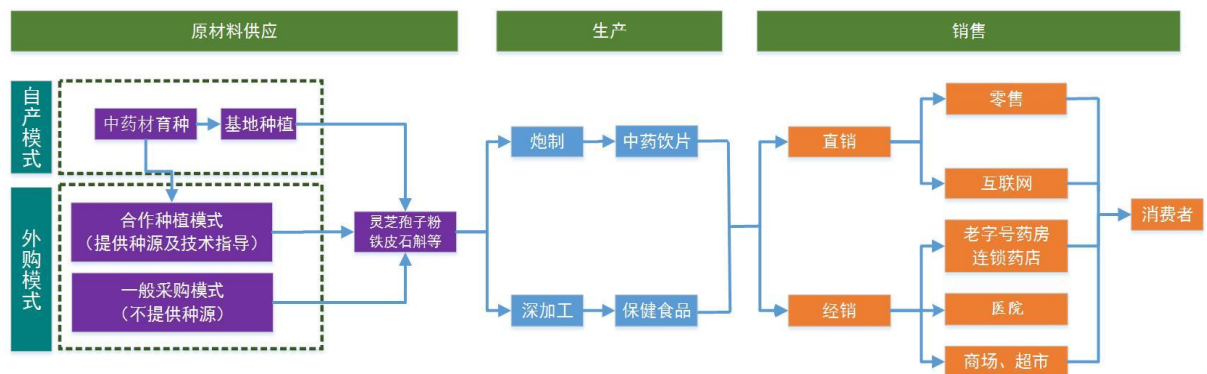 原材料供应
生产
销售
自产模式
中药材育种
基地种植
外购模式
合作种植模式
（提供种源及技术指导）
一般采购模式
（不提供种源）
灵芝孢子粉
铁皮石斛等
炮制
中药饮片
深加工
保健食品
直销
经销
零售
互联网
老字号药房
连锁药店
医院
商场、超市
消费者